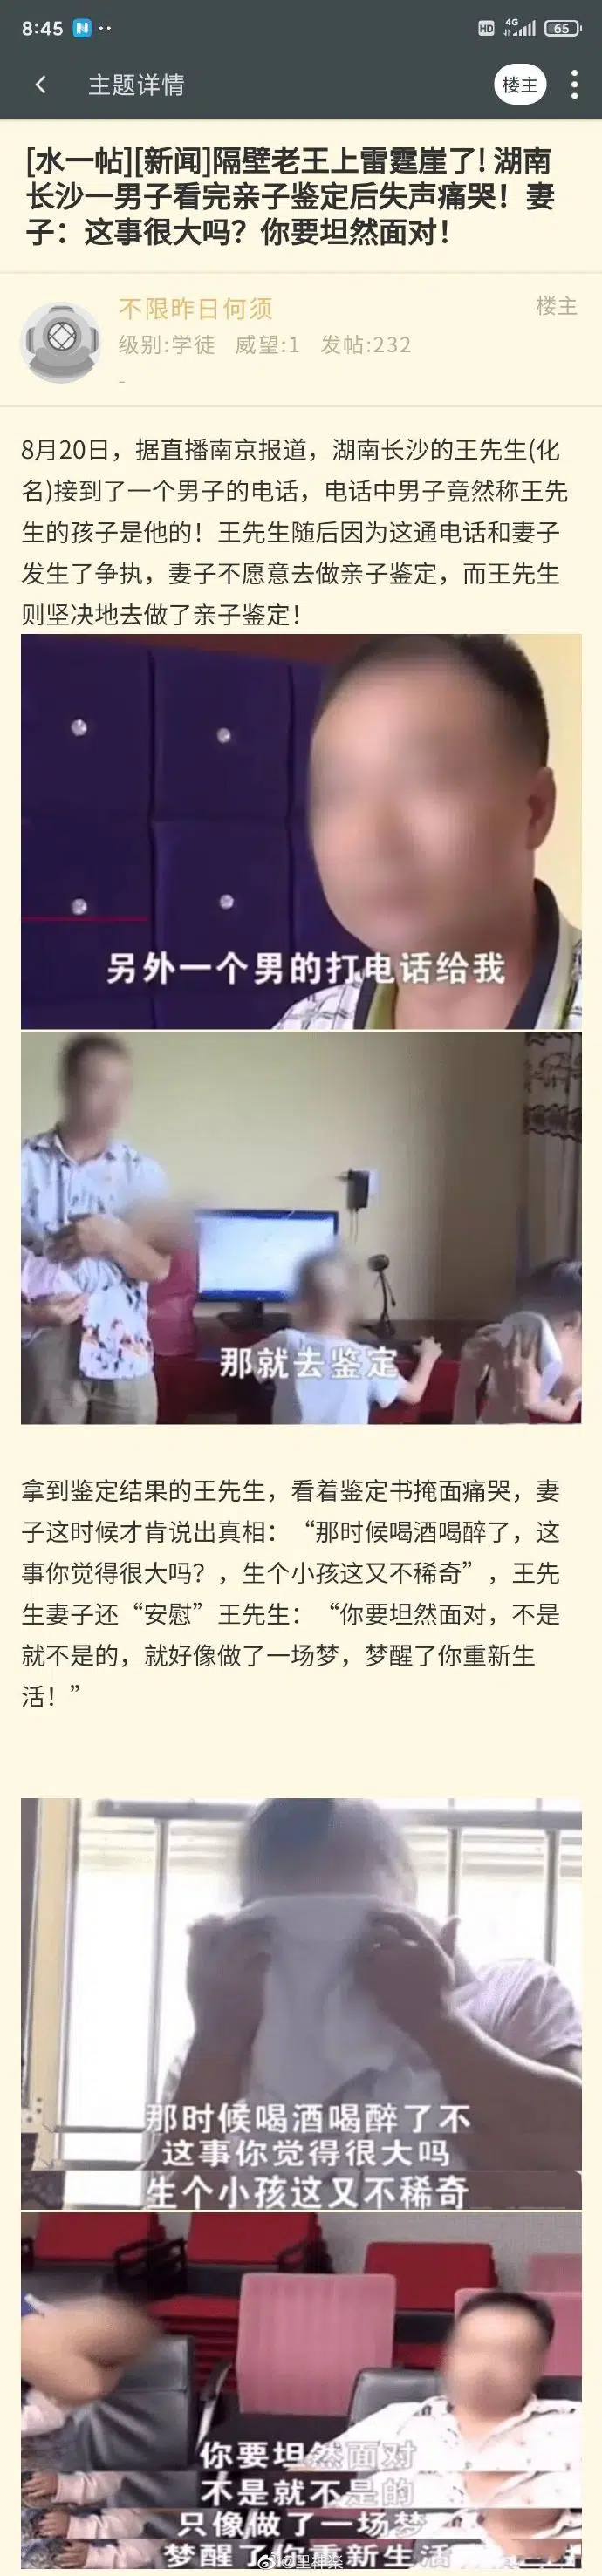 8:45
HD 4G 65
主题详情
楼主
[水一帖][新闻]隔壁老王上雷霆崖了! 湖南
长沙一男子看完亲子鉴定后失声痛哭！妻
子：这事很大吗？你要坦然面对！
不限昨日何须
楼主
级别:学徒 威望:1 发帖:232
-
8月20日，据直播南京报道，湖南长沙的王先生(化
名)接到了一个男子的电话，电话中男子竟然称王先
生的孩子是他的！王先生随后因为这通电话和妻子
发生了争执，妻子不愿意去做亲子鉴定，而王先生
则坚决地去做了亲子鉴定！
另外一个男的打电话给我
那就去鉴定
拿到鉴定结果的王先生，看着鉴定书掩面痛哭，妻
子这时候才肯说出真相：“那时候喝酒喝醉了，这
事你觉得很大吗？，生个小孩这又不稀奇”，王先
生妻子还“安慰”王先生：“你要坦然面对，不是
就不是的，就好像做了一场梦，梦醒了你重新生
活！”
那时候喝酒喝醉了不
这事你觉得很大吗
生个小孩这又不稀奇
你要坦然面对
不是就不是的
只像做了一场梦
梦醒了你重新生活